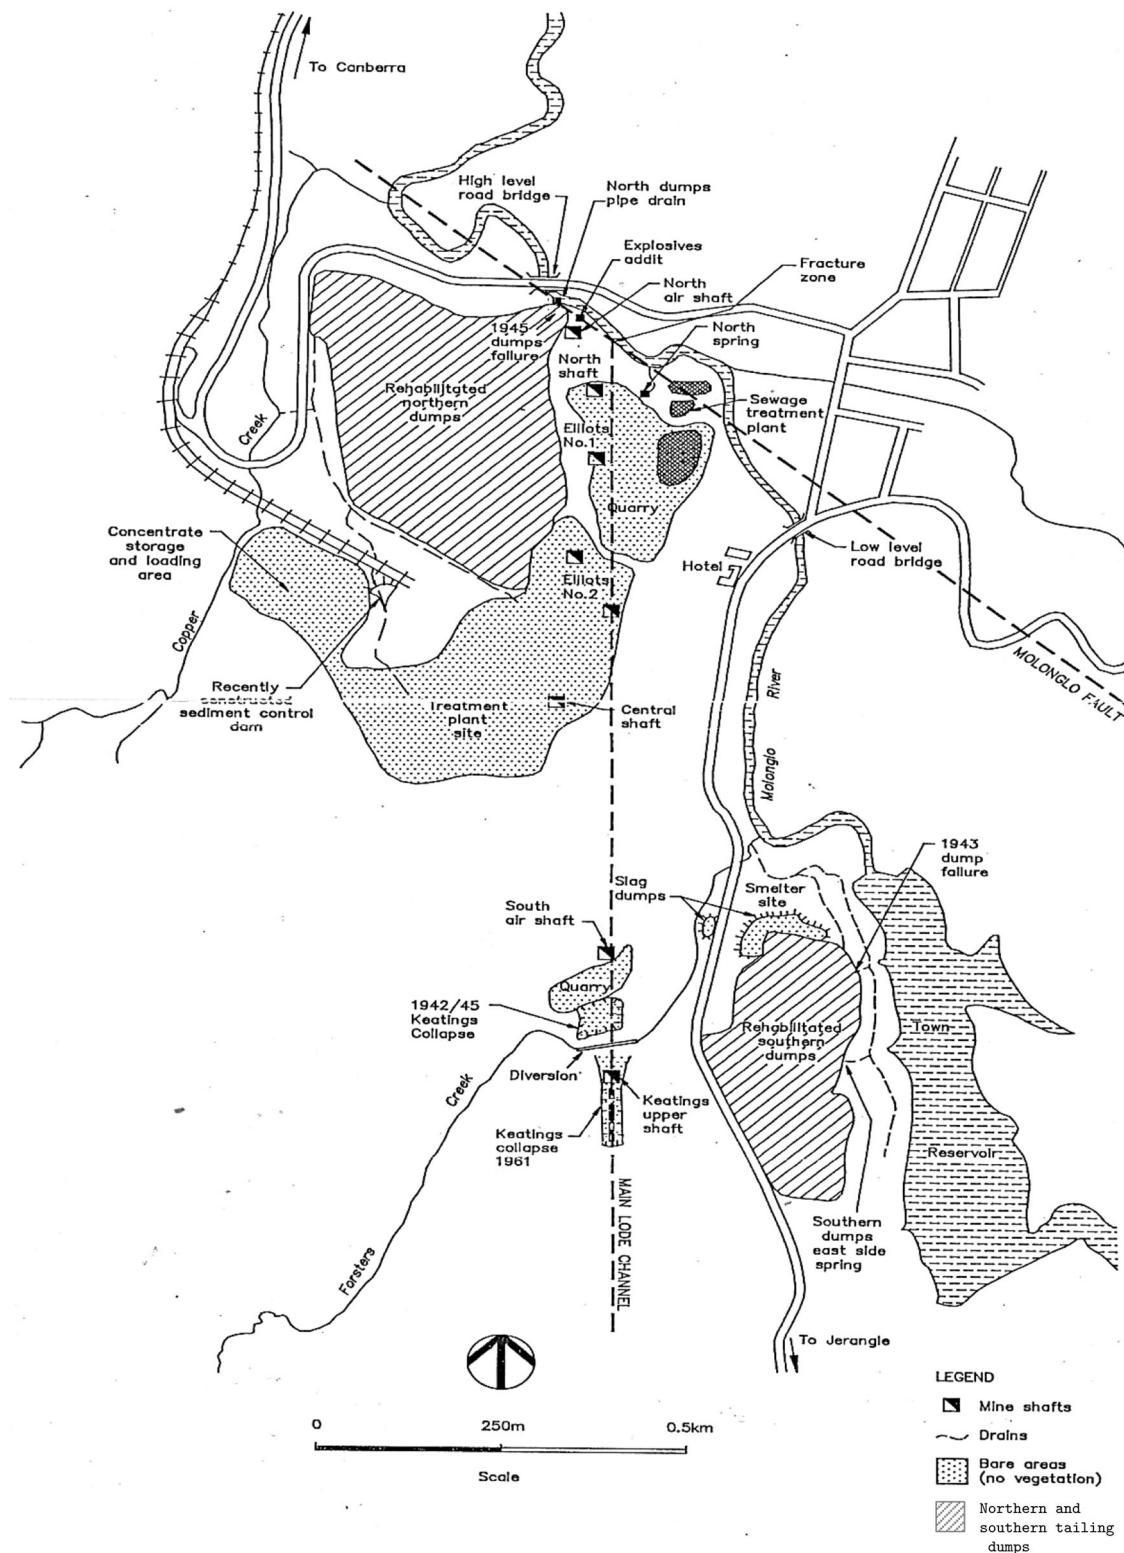 To Canberra
High level
road bridge
North dumps
pipe drain
Explosives
addit
North
air shaft
Fracture
zone
1945
dumps
failure
North
spring
North
shaft
Rehabilitated
northern
dumps
Sewage
treatment
plant
Elliots
No.1
Creek
Quarry
Concentrate
storage
and loading
area
Hotel
Low level
road bridge
Elliots
No.2
Copper
MOLONGLO FAULT
River
Recently
constructed
sediment control
dam
Treatment
plant
site
Central
shaft
Molonglo
1943
dump
failure
Slag
dumps
Smelter
site
South
air shaft
Quarry
1942/45
Keatings
Collapse
Rehabilitated
southern
dumps
Town
Diversion
Creek
Keatings
upper
shaft
Keatings
collapse
1961
Reservoir
MAIN LODE CHANNEL
Southern
dumps
east side
spring
Forsters
To Jerangle
LEGEND
Mine shafts
Drains
Bare areas
(no vegetation)
Northern and
southern tailing
dumps
0 250m 0.5km
Scale